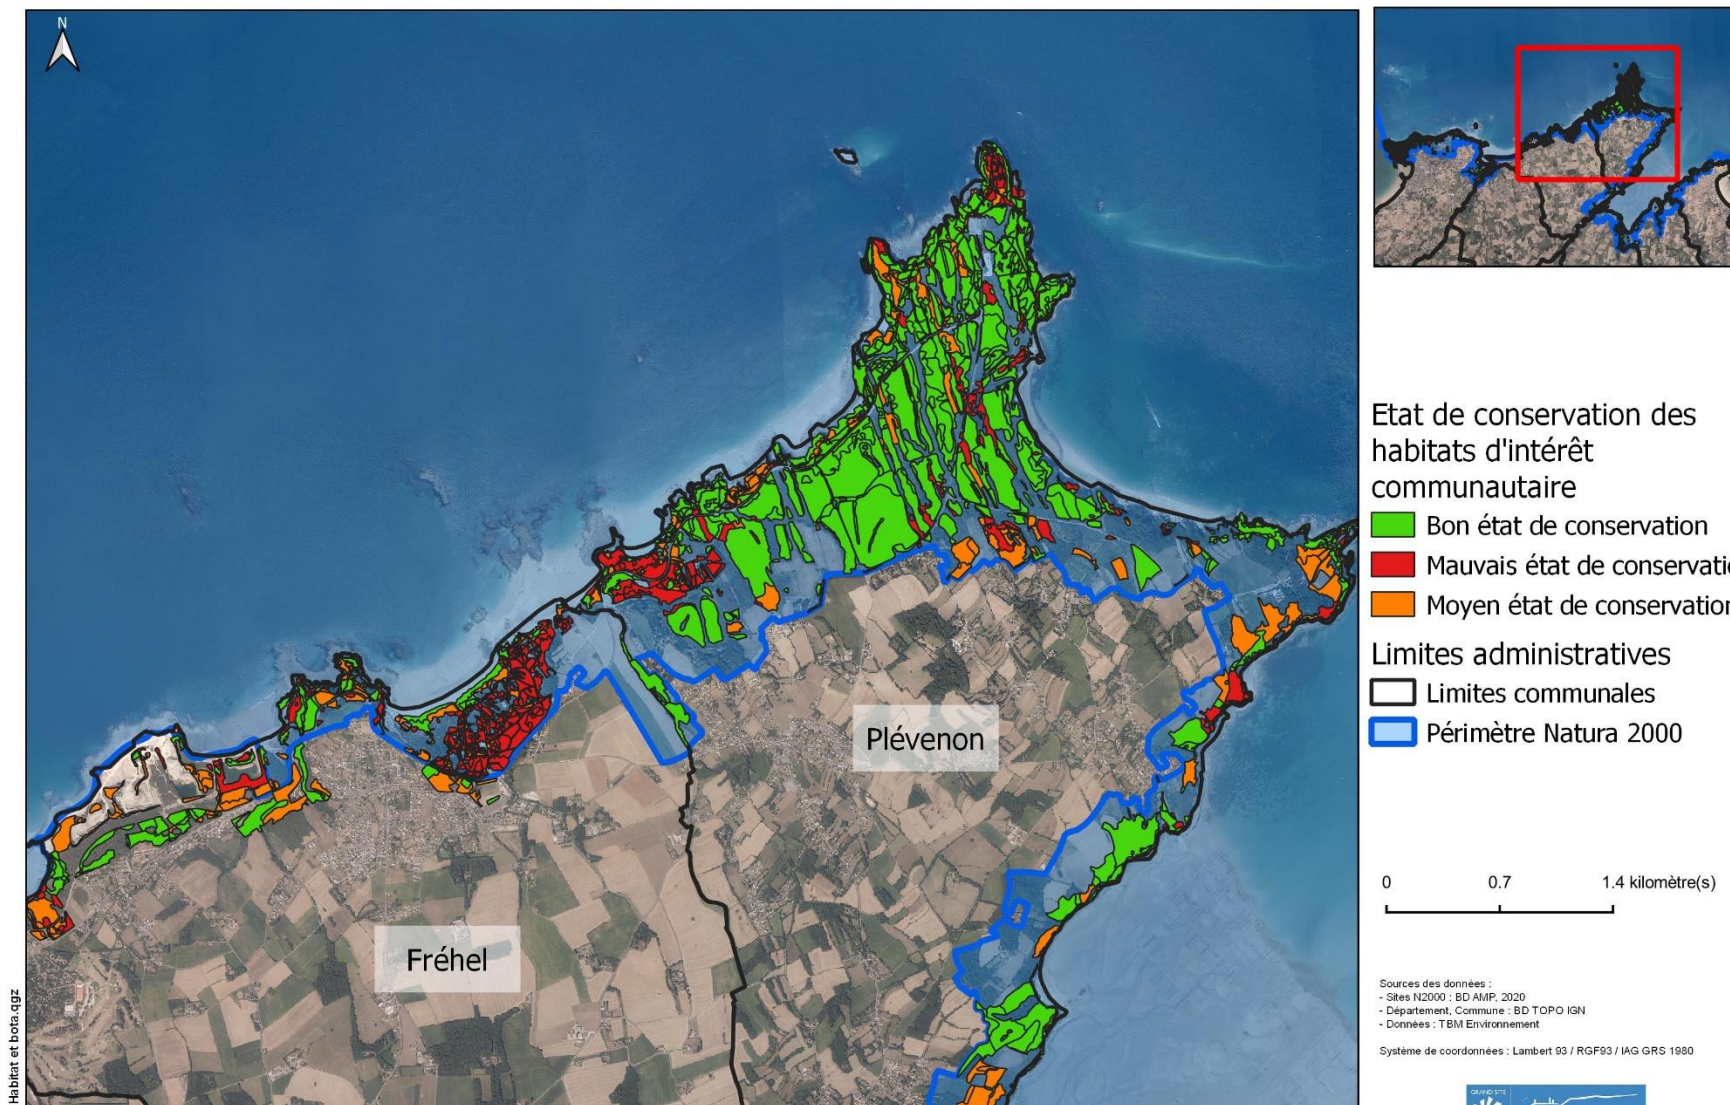 N
Plévenon
Fréhel
Habitat et bota.qgz
Etat de conservation des
habitats d'intérêt
communautaire
Bon état de conservation
Mauvais état de conservatio
Moyen état de conservation
Limites administratives
Limites communales
Périmètre Natura 2000
0 0.7 1.4 kilomètre(s)
Sources des données :
- Sites N2000 : BD AMP, 2020
- Département, Commune : BD TOPO IGN
- Données : TBM Environnement
Système de coordonnées : Lambert 93 / RGF93 / IAG GRS 1980
GRAND SITE